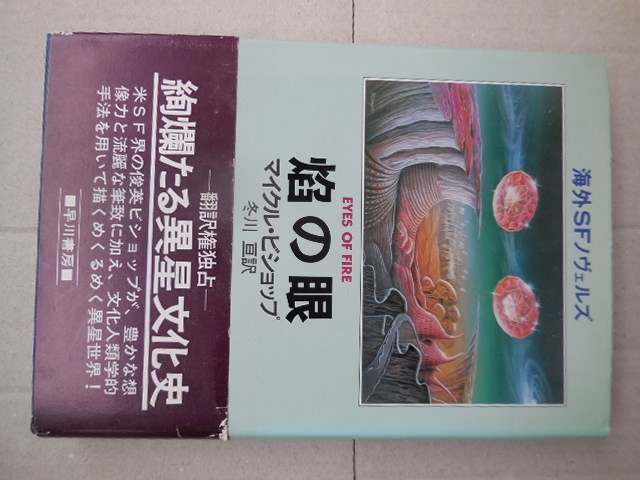 海外SFノヴェルズ
EYES OF FIRE
焰の眼
マイクル・ビショップ
冬川 亘訳
―翻訳権独占―
絢爛たる異星文化史
米SF界の俊英ビショップが、豊かな想
像力と流麗な筆致に加え、文化人類学的
手法を用いて描くめくるめく異星世界！
■早川書房■